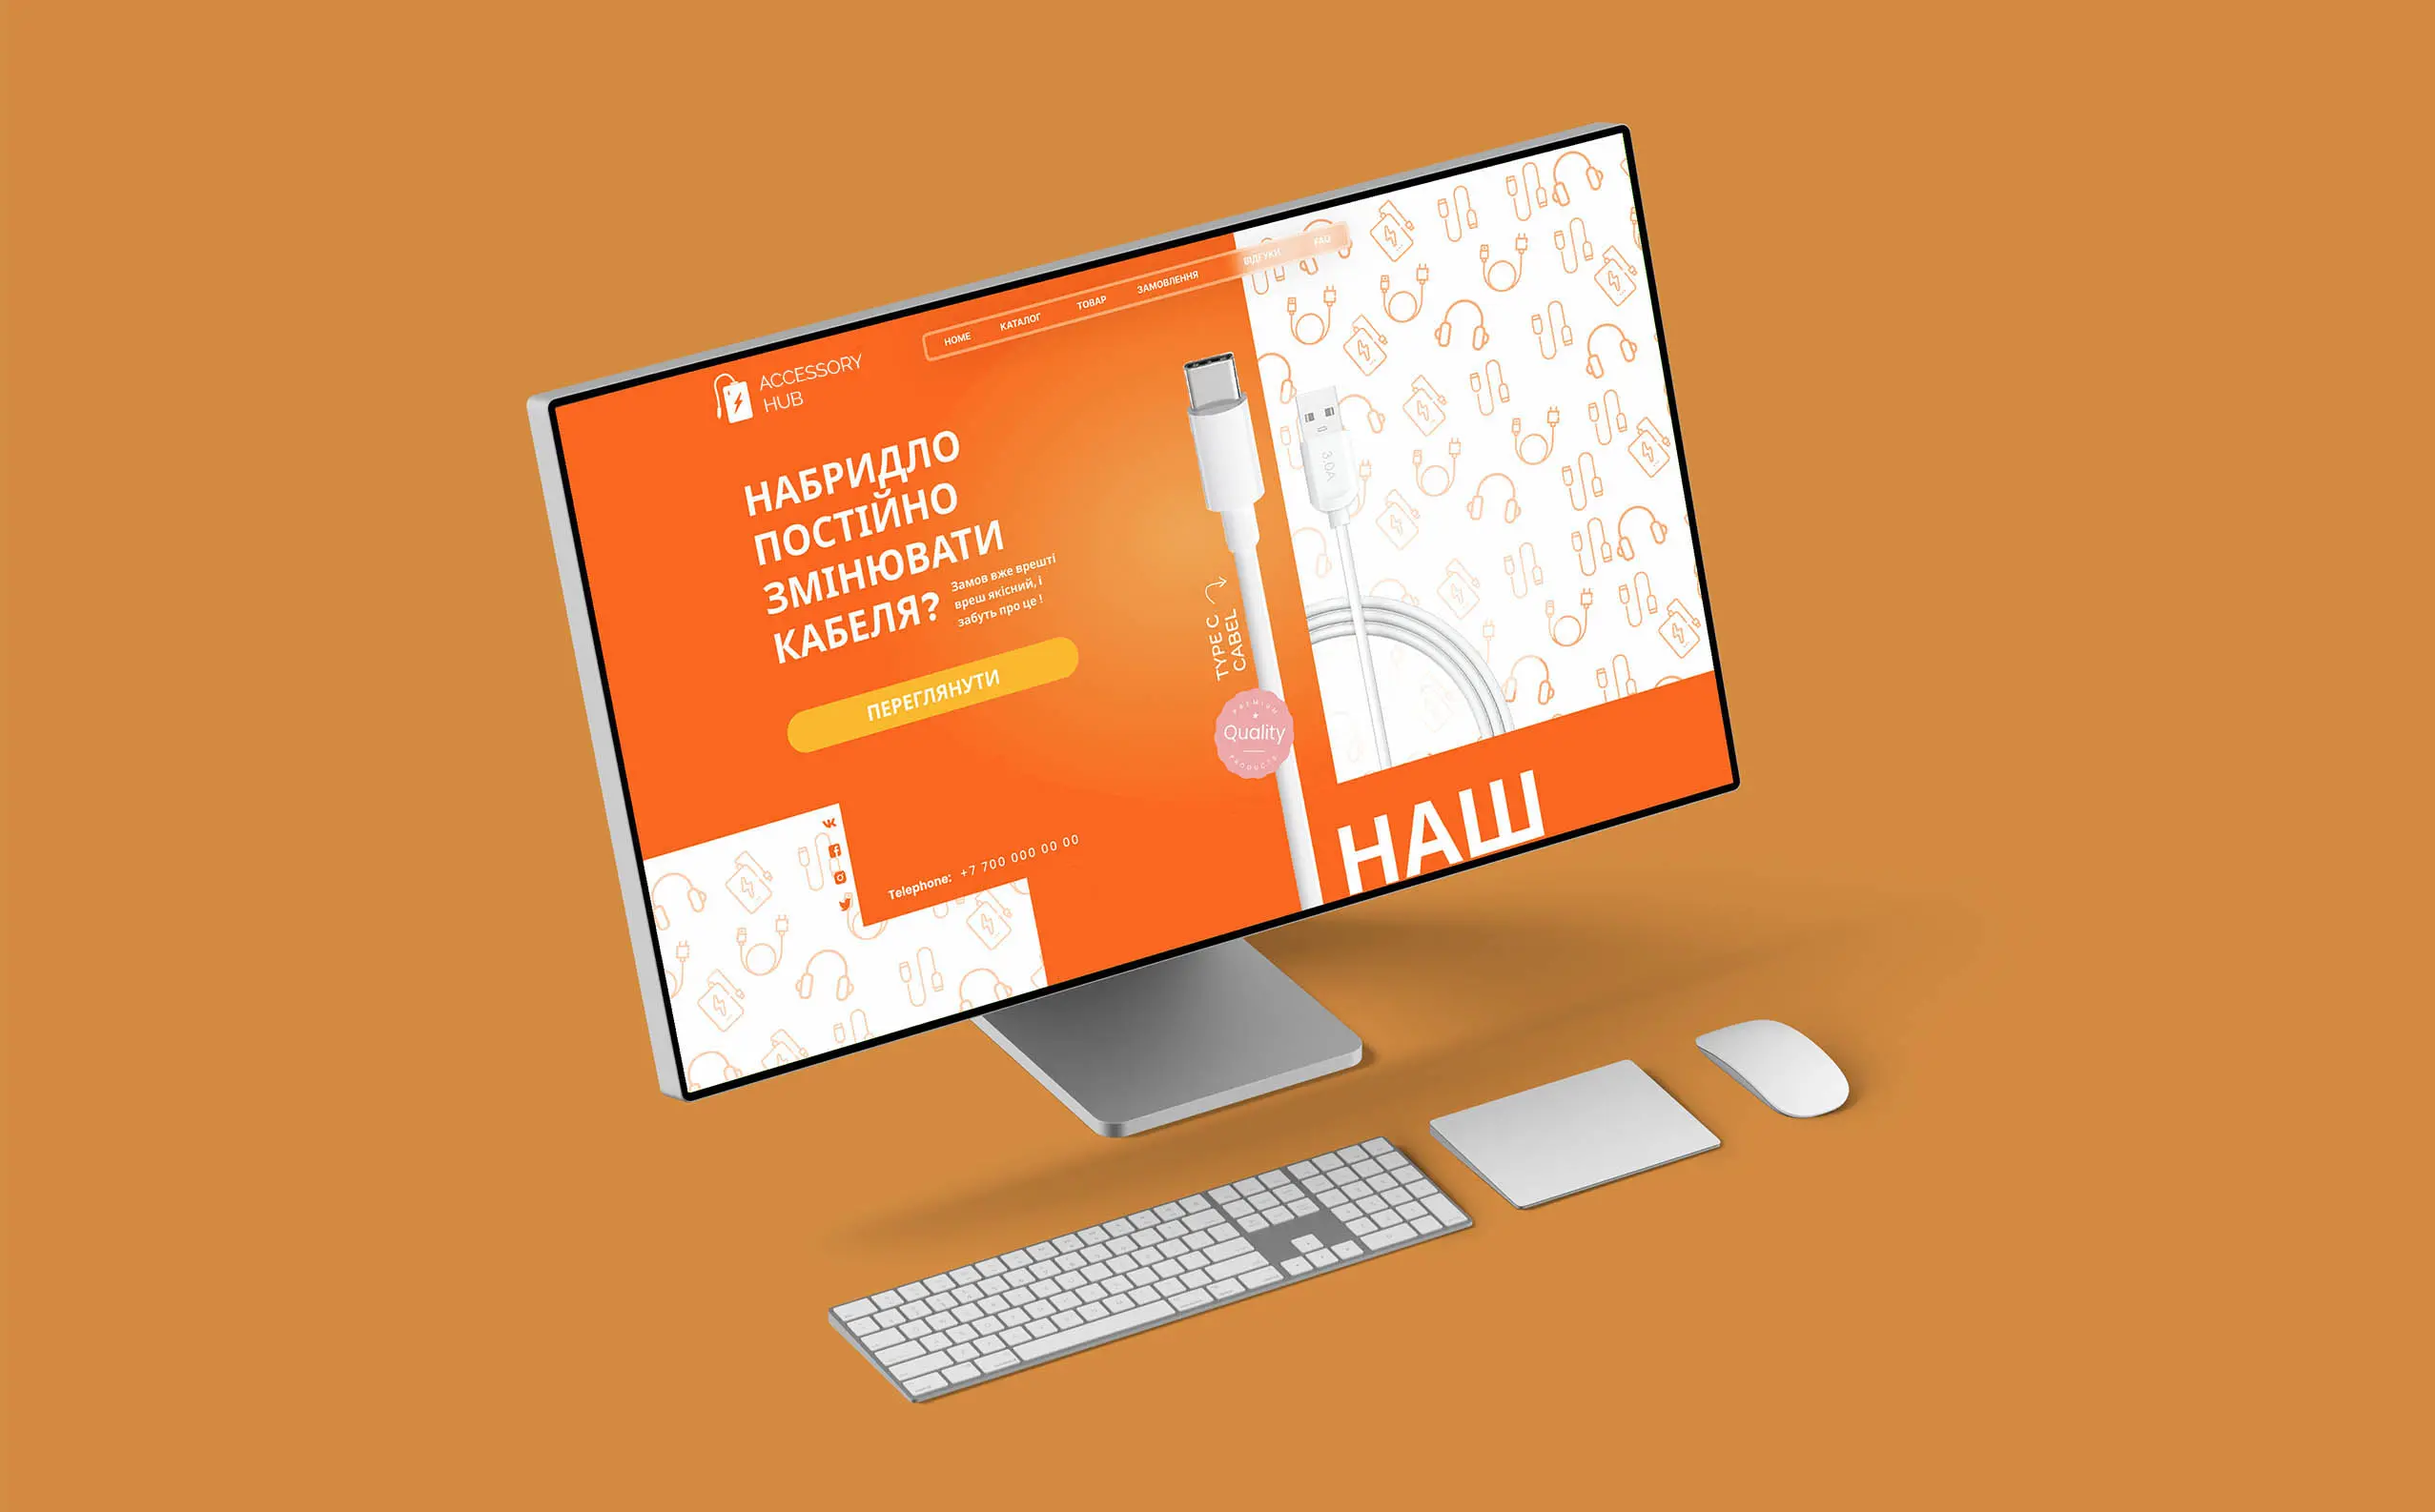 HOME КАТАЛОГ ТОВАР ЗАМОВЛЕННЯ ВІДГУКИ FAQ
ACCESSORY
HUB
НАБРИДЛО
ПОСТІЙНО
ЗМІНЮВАТИ
КАБЕЛЯ?
Замов вже врешті
вреш якісний, і
забуть про це !
ПЕРЕГЛЯНУТИ
3.0A
TYPE C
CABEL
PREMIUM
Quality
PRODUCTS
Telephone: +7 700 000 00 00
НАШ